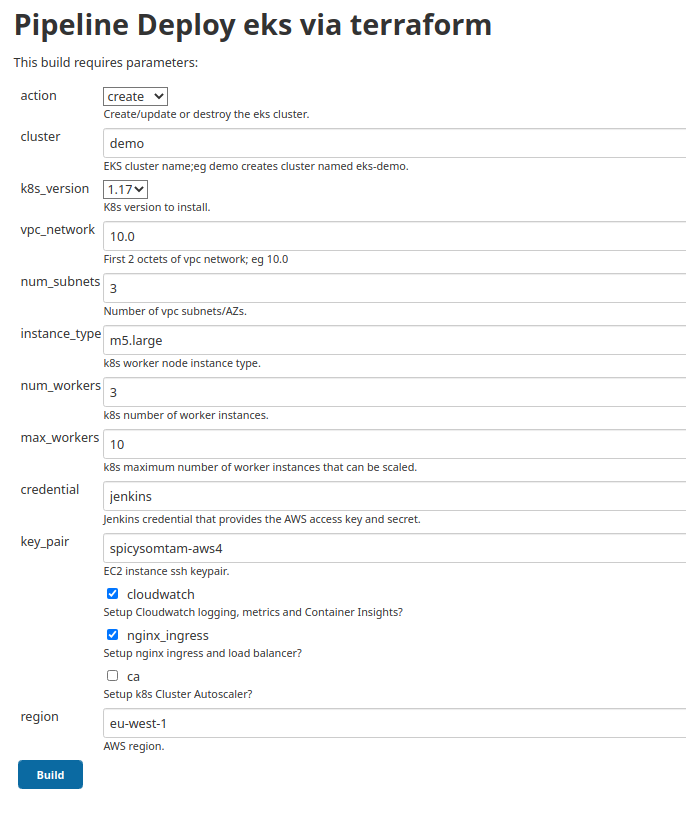 Pipeline Deploy eks via terraform
This build requires parameters:
action
create
Create/update or destroy the eks cluster.
cluster
demo
EKS cluster name;eg demo creates cluster named eks-demo.
k8s_version
1.17
K8s version to install.
vpc_network
10.0
First 2 octets of vpc network; eg 10.0
num_subnets
3
Number of vpc subnets/AZs.
instance_type
m5.large
k8s worker node instance type.
num_workers
3
k8s number of worker instances.
max_workers
10
k8s maximum number of worker instances that can be scaled.
credential
jenkins
Jenkins credential that provides the AWS access key and secret.
key_pair
spicysomtam-aws4
EC2 instance ssh keypair.
cloudwatch
Setup Cloudwatch logging, metrics and Container Insights?
nginx_ingress
Setup nginx ingress and load balancer?
ca
Setup k8s Cluster Autoscaler?
region
eu-west-1
AWS region.
Build